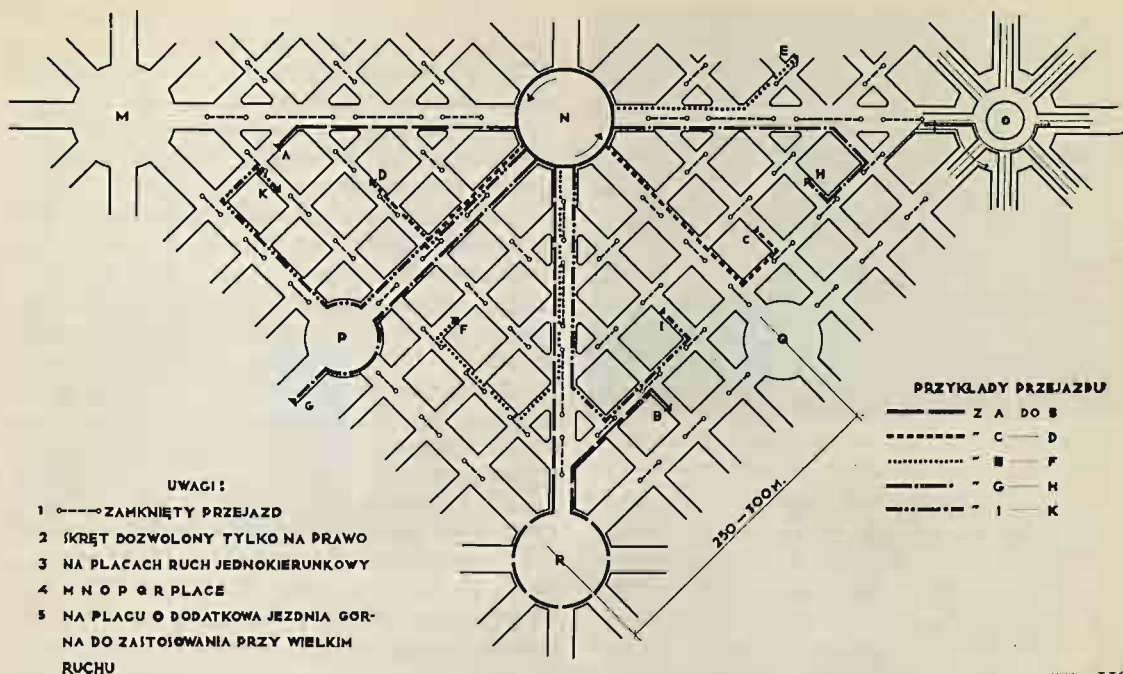 E
M
N
O
A
K
D
H
C
P
F
I
Q
B
G
R
250–300 M.
PRZYKŁADY PRZEJAZDU
Z A DO B
" C — D
" E — F
" G — H
" I — K
UWAGI:
1 ZAMKNIĘTY PRZEJAZD
2 SKRĘT DOZWOLONY TYLKO NA PRAWO
3 NA PLACACH RUCH JEDNOKIERUNKOWY
4 M N O P Q R PLACE
5 NA PLACU O DODATKOWA JEZDNIA GÓR-
NA DO ZASTOSOWANIA PRZY WIELKIM
RUCHU